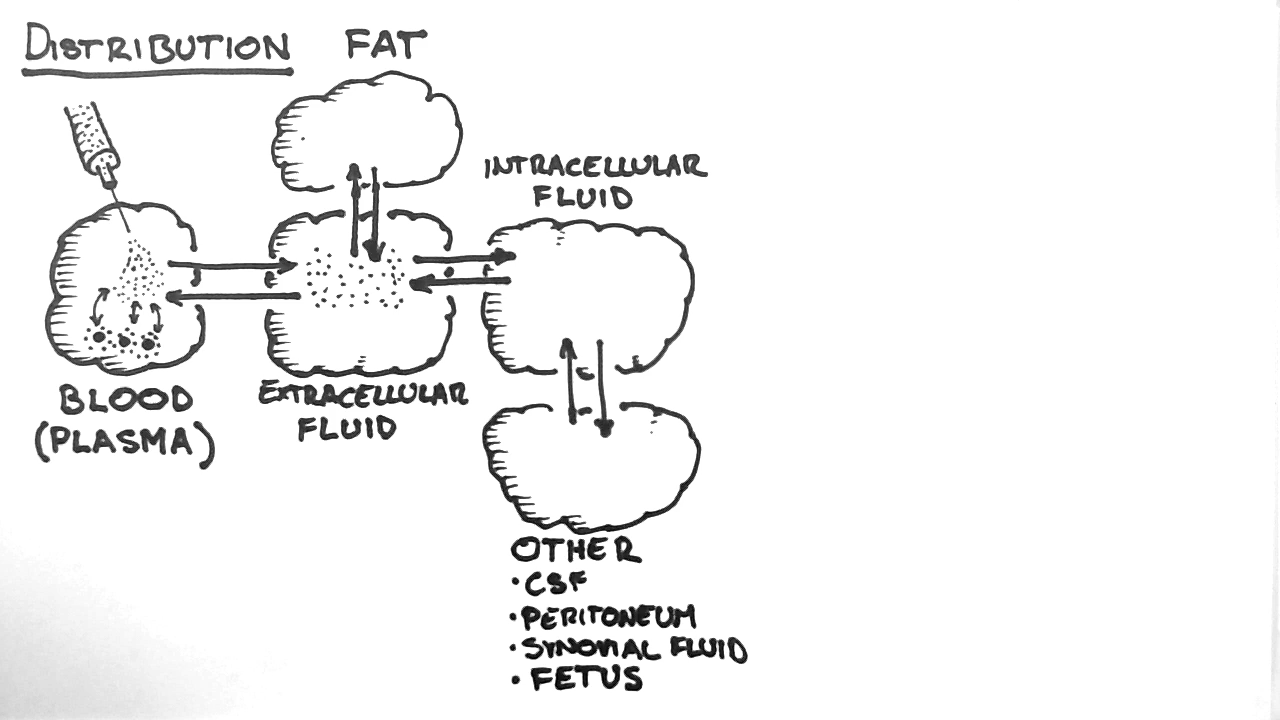 DISTRIBUTION
FAT
INTRACELLULAR
FLUID
BLOOD
(PLASMA)
EXTRACELLULAR
FLUID
OTHER
• CSF
• PERITONEUM
• SYNOVIAL FLUID
• FETUS